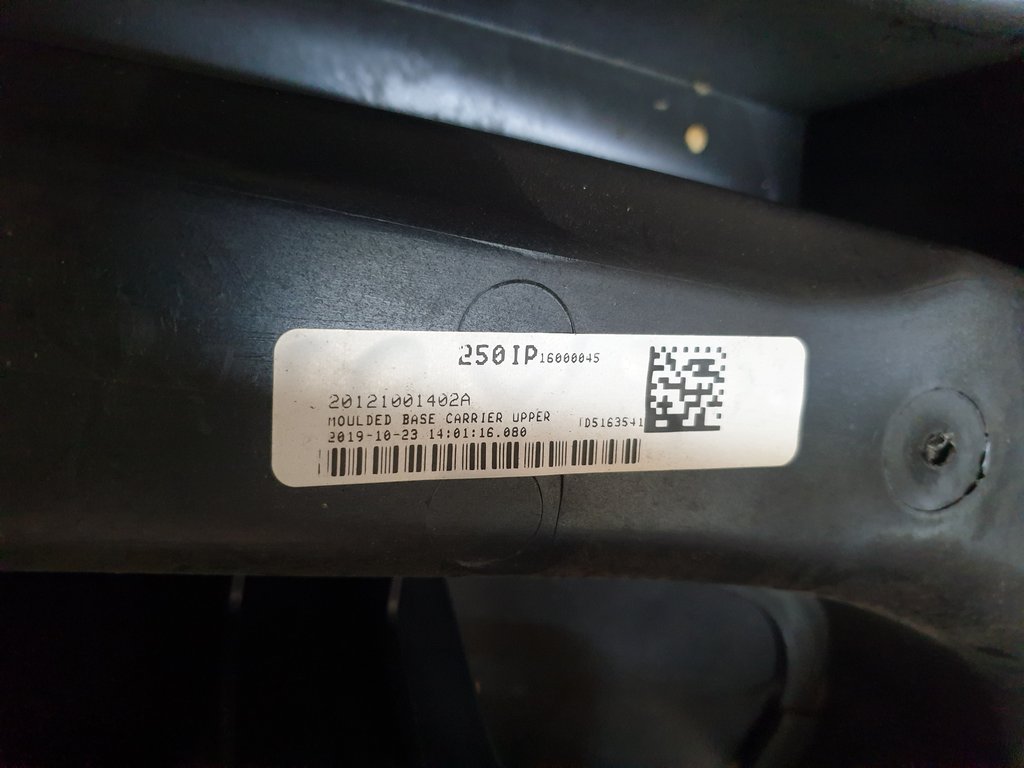 250IP16000045
20121001402A
MOULDED BASE CARRIER UPPER
ID5163541
2019-10-23 14:01:16.080